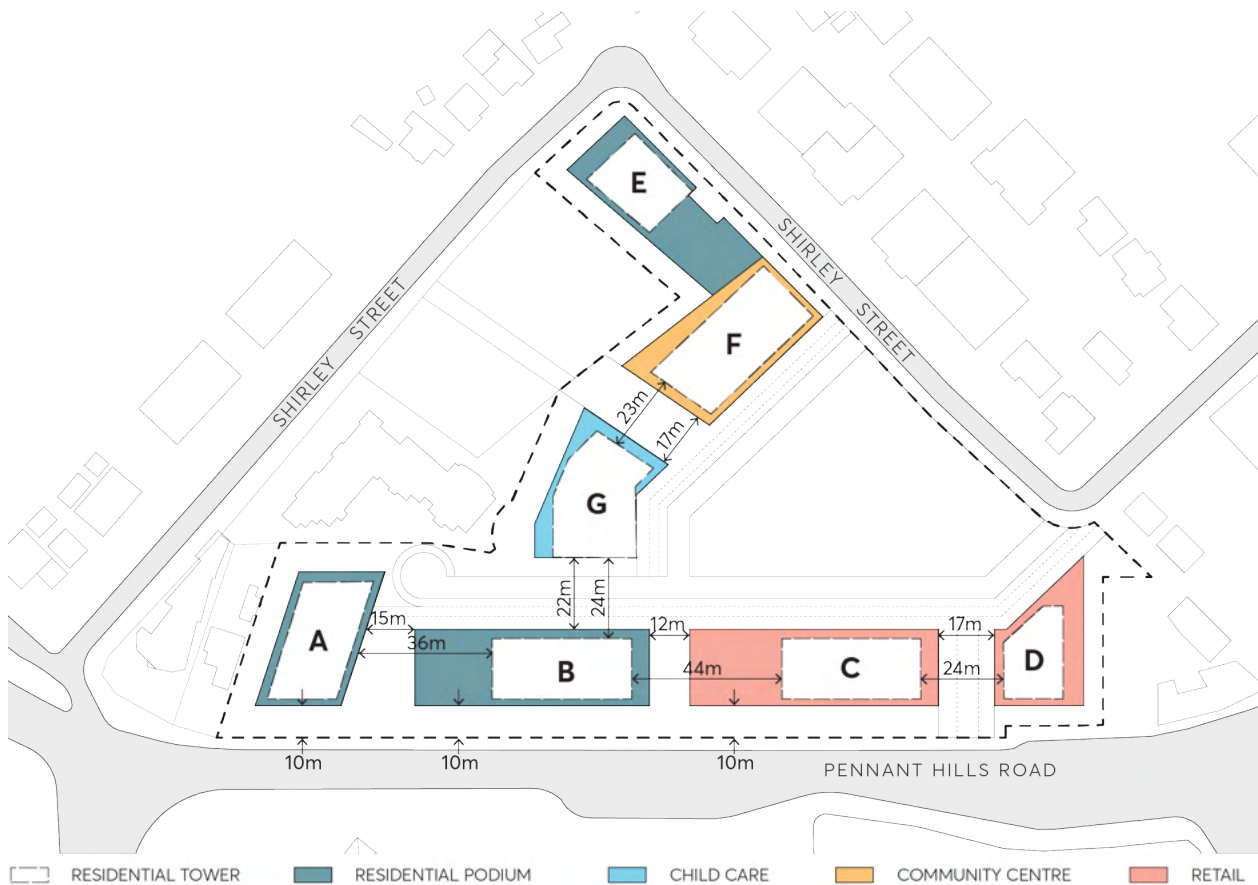 E
SHIRLEY STREET
SHIRLEY STREET
F
23m
17m
G
22m
24m
15m
12m
17m
36m
A
B
44m
C
24m
D
10m
10m
10m
PENNANT HILLS ROAD
RESIDENTIAL TOWER
RESIDENTIAL PODIUM
CHILD CARE
COMMUNITY CENTRE
RETAIL